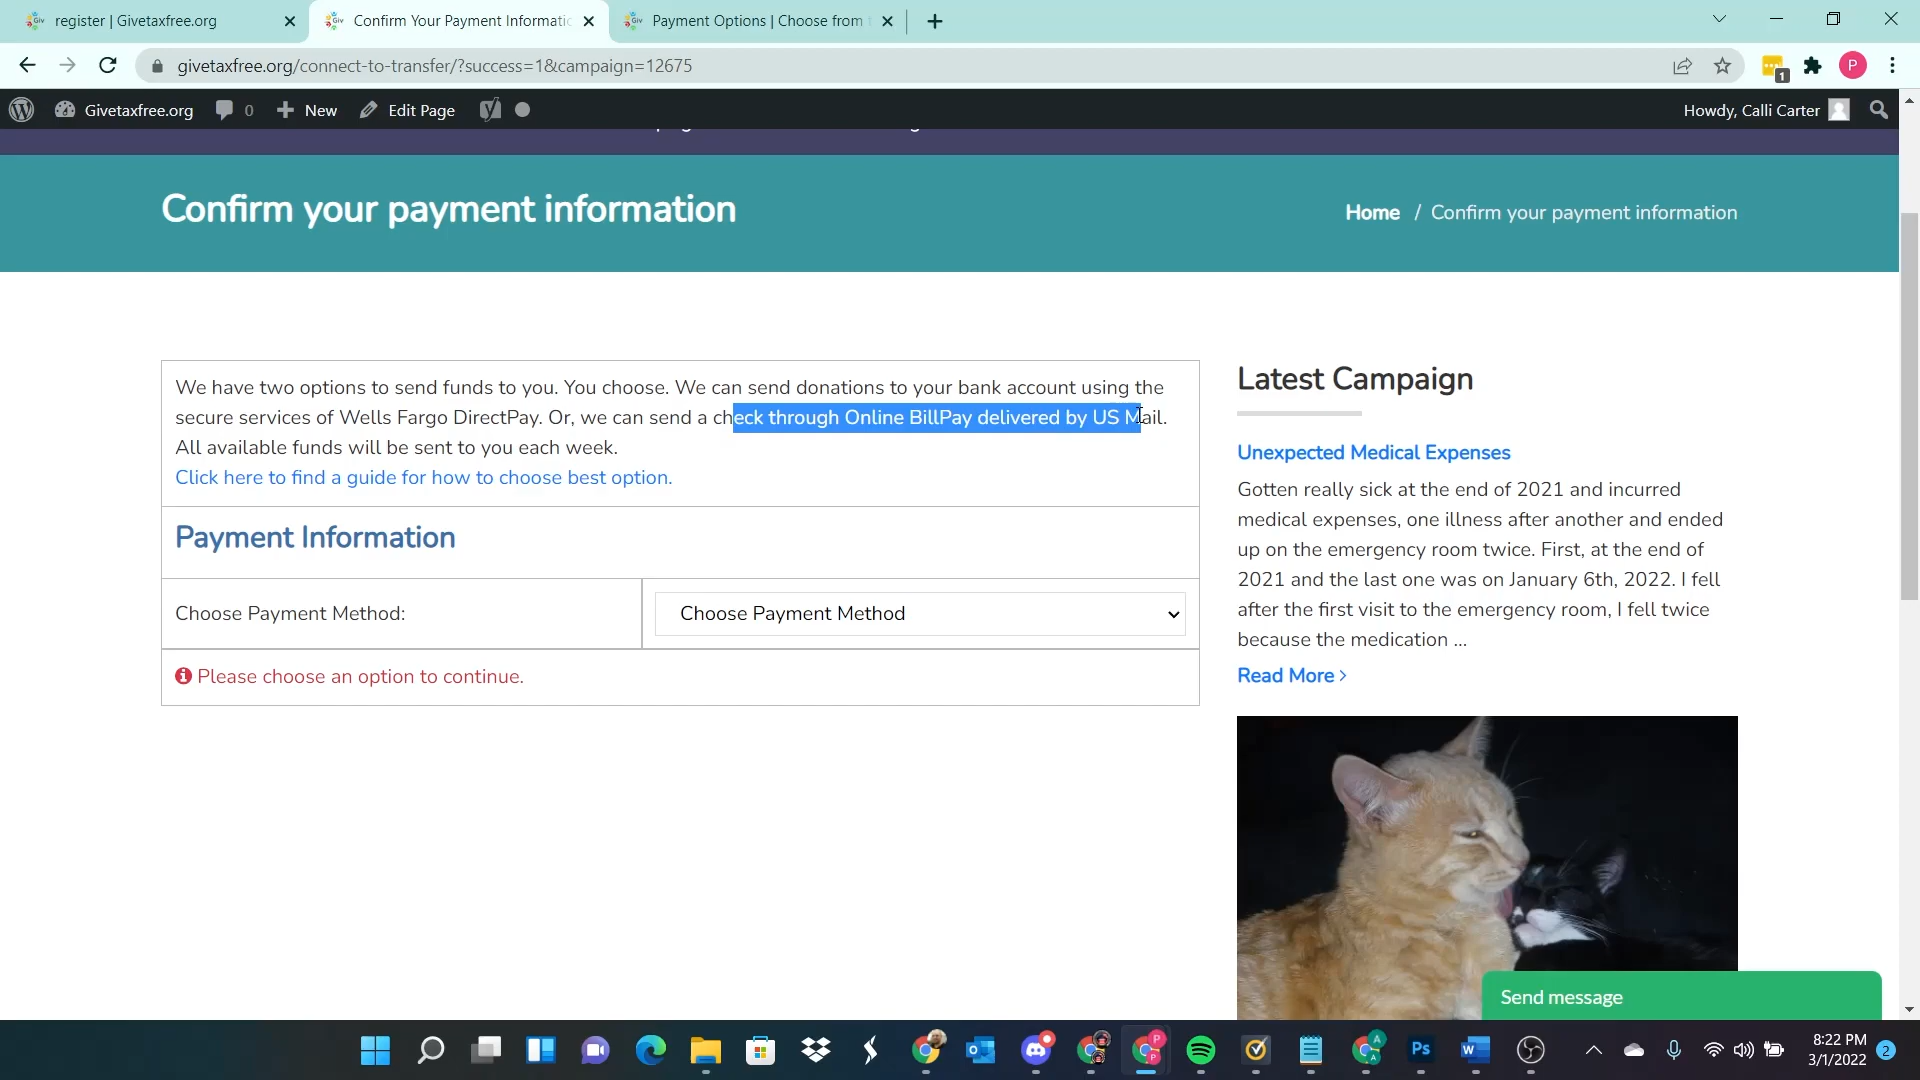 register | Givetaxfree.org
Confirm Your Payment Informatic
Payment Options | Choose from
givetaxfree.org/connect-to-transfer/?success=1&campaign=12675
1
P
Givetaxfree.org
0
New
Edit Page
Howdy, Calli Carter
Confirm your payment information
Home / Confirm your payment information
We have two options to send funds to you. You choose. We can send donations to your bank account using the
secure services of Wells Fargo DirectPay. Or, we can send a check through Online BillPay delivered by US Mail.
All available funds will be sent to you each week.
Click here to find a guide for how to choose best option.
Payment Information
Choose Payment Method:
Choose Payment Method
Please choose an option to continue.
Latest Campaign
Unexpected Medical Expenses
Gotten really sick at the end of 2021 and incurred
medical expenses, one illness after another and ended
up on the emergency room twice. First, at the end of
2021 and the last one was on January 6th, 2022. I fell
after the first visit to the emergency room, I fell twice
because the medication ...
Read More
Send message
8:22 PM
3/1/2022
2